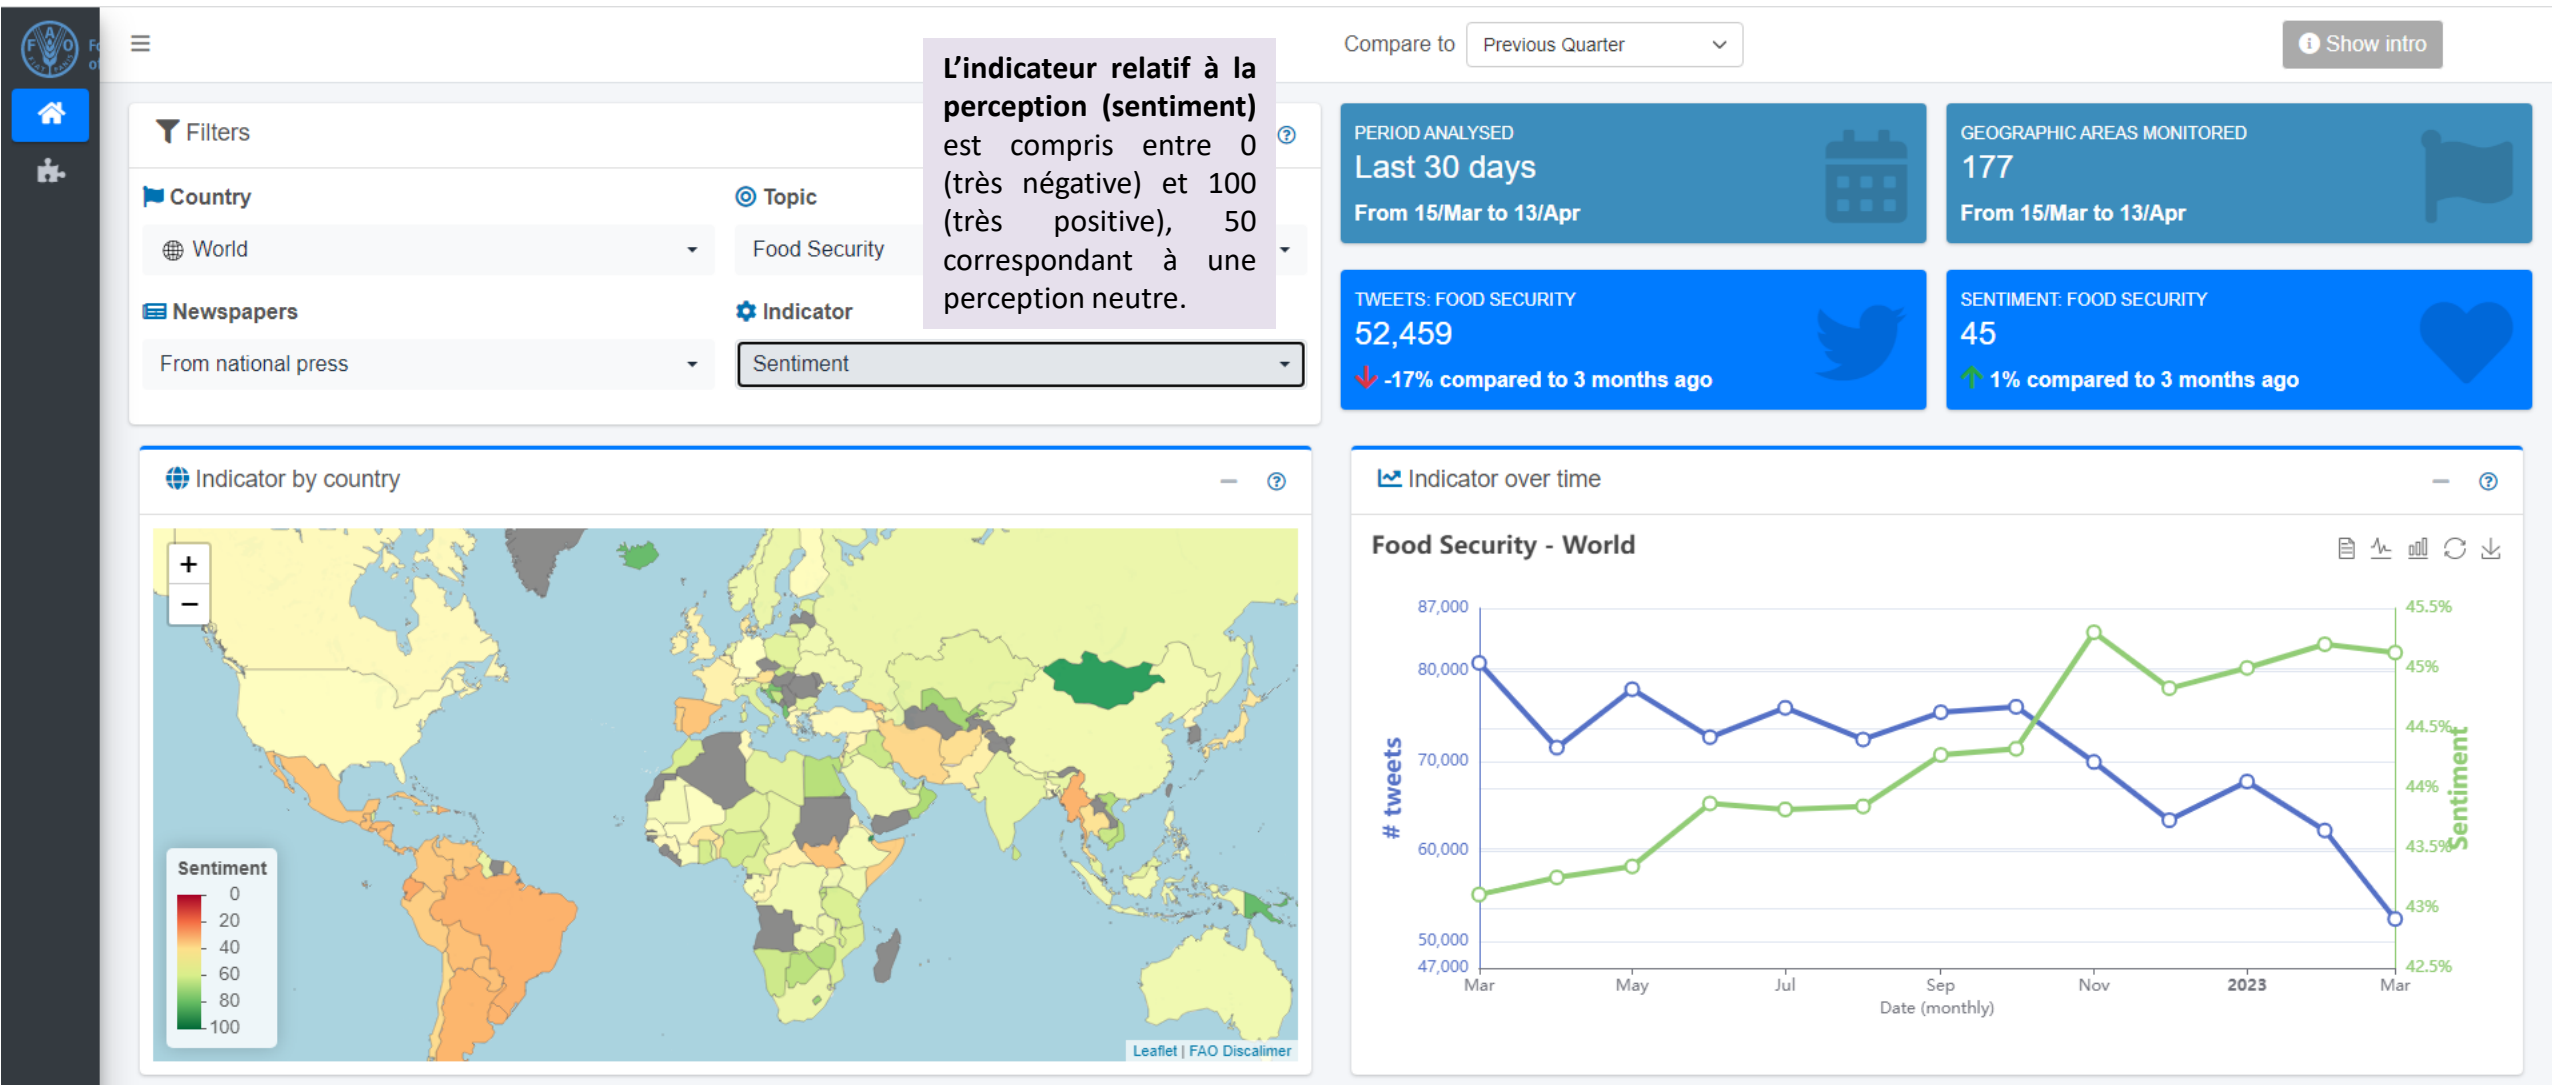 Compare to
Previous Quarter
Show intro
L'indicateur relatif à la
perception (sentiment)
est compris entre 0
(très négative) et 100
(très positive), 50
correspondant à une
perception neutre.
Filters
Country
World
Topic
Food Security
Newspapers
From national press
Indicator
Sentiment
PERIOD ANALYSED
Last 30 days
From 15/Mar to 13/Apr
GEOGRAPHIC AREAS MONITORED
177
From 15/Mar to 13/Apr
TWEETS: FOOD SECURITY
52,459
-17% compared to 3 months ago
SENTIMENT: FOOD SECURITY
45
1% compared to 3 months ago
Indicator by country
+
−
Sentiment
0
20
40
60
80
100
Leaflet | FAO Discalimer
Indicator over time
Food Security - World
87,000
80,000
70,000
60,000
50,000
47,000
# tweets
45.5%
45%
44.5%
44%
43.5%
43%
42.5%
Sentiment
Mar
May
Jul
Sep
Nov
2023
Mar
Date (monthly)